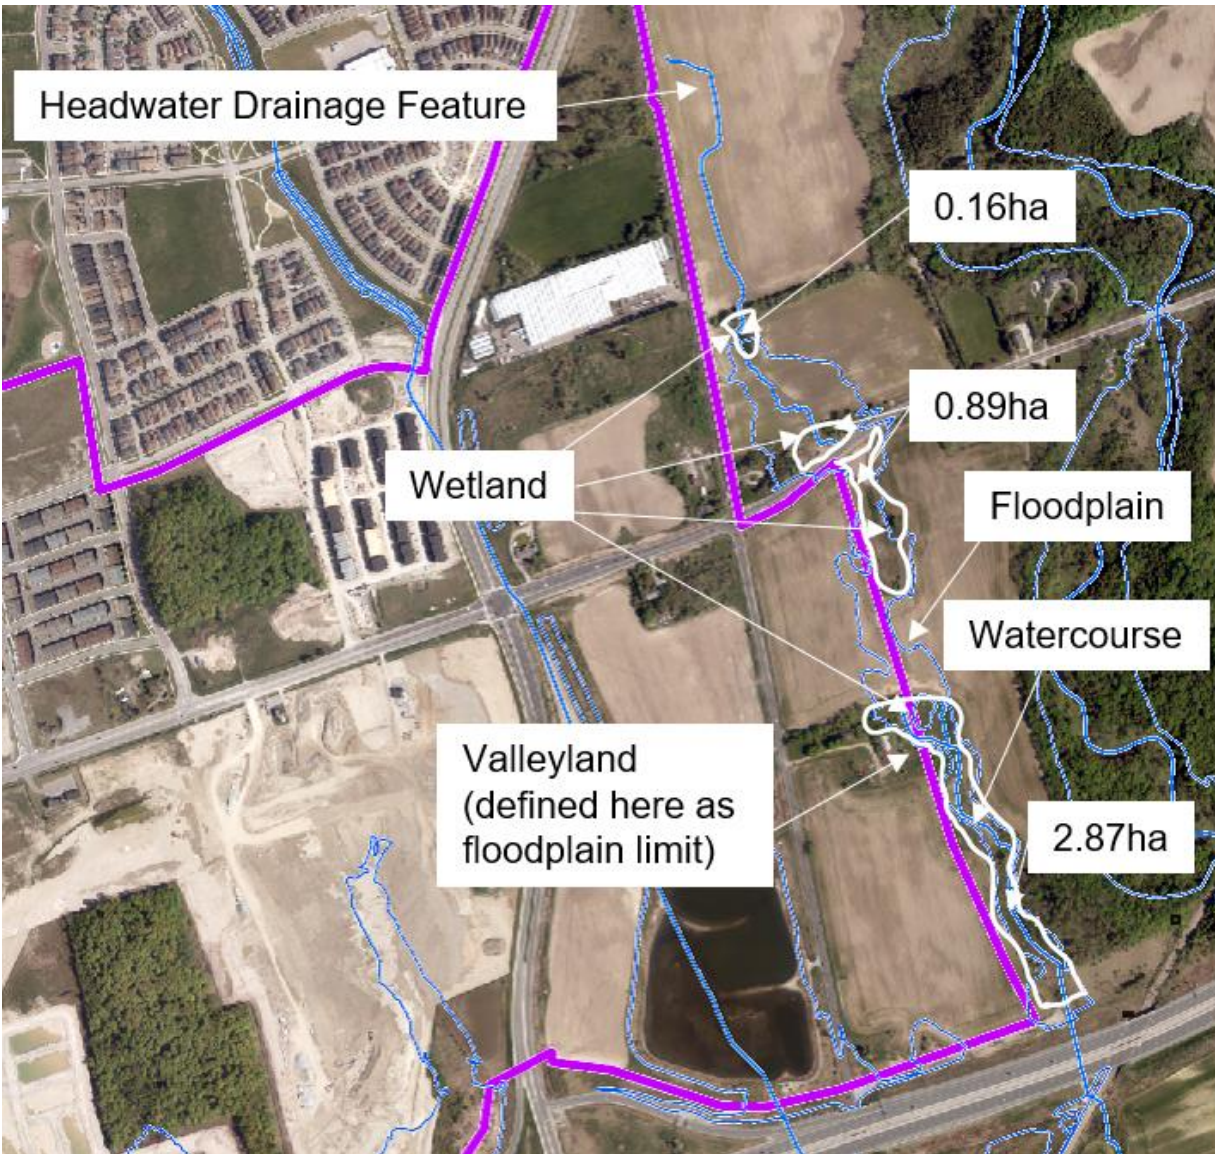 Headwater Drainage Feature
0.16ha
0.89ha
Wetland
Floodplain
Watercourse
Valleyland
(defined here as
floodplain limit)
2.87ha